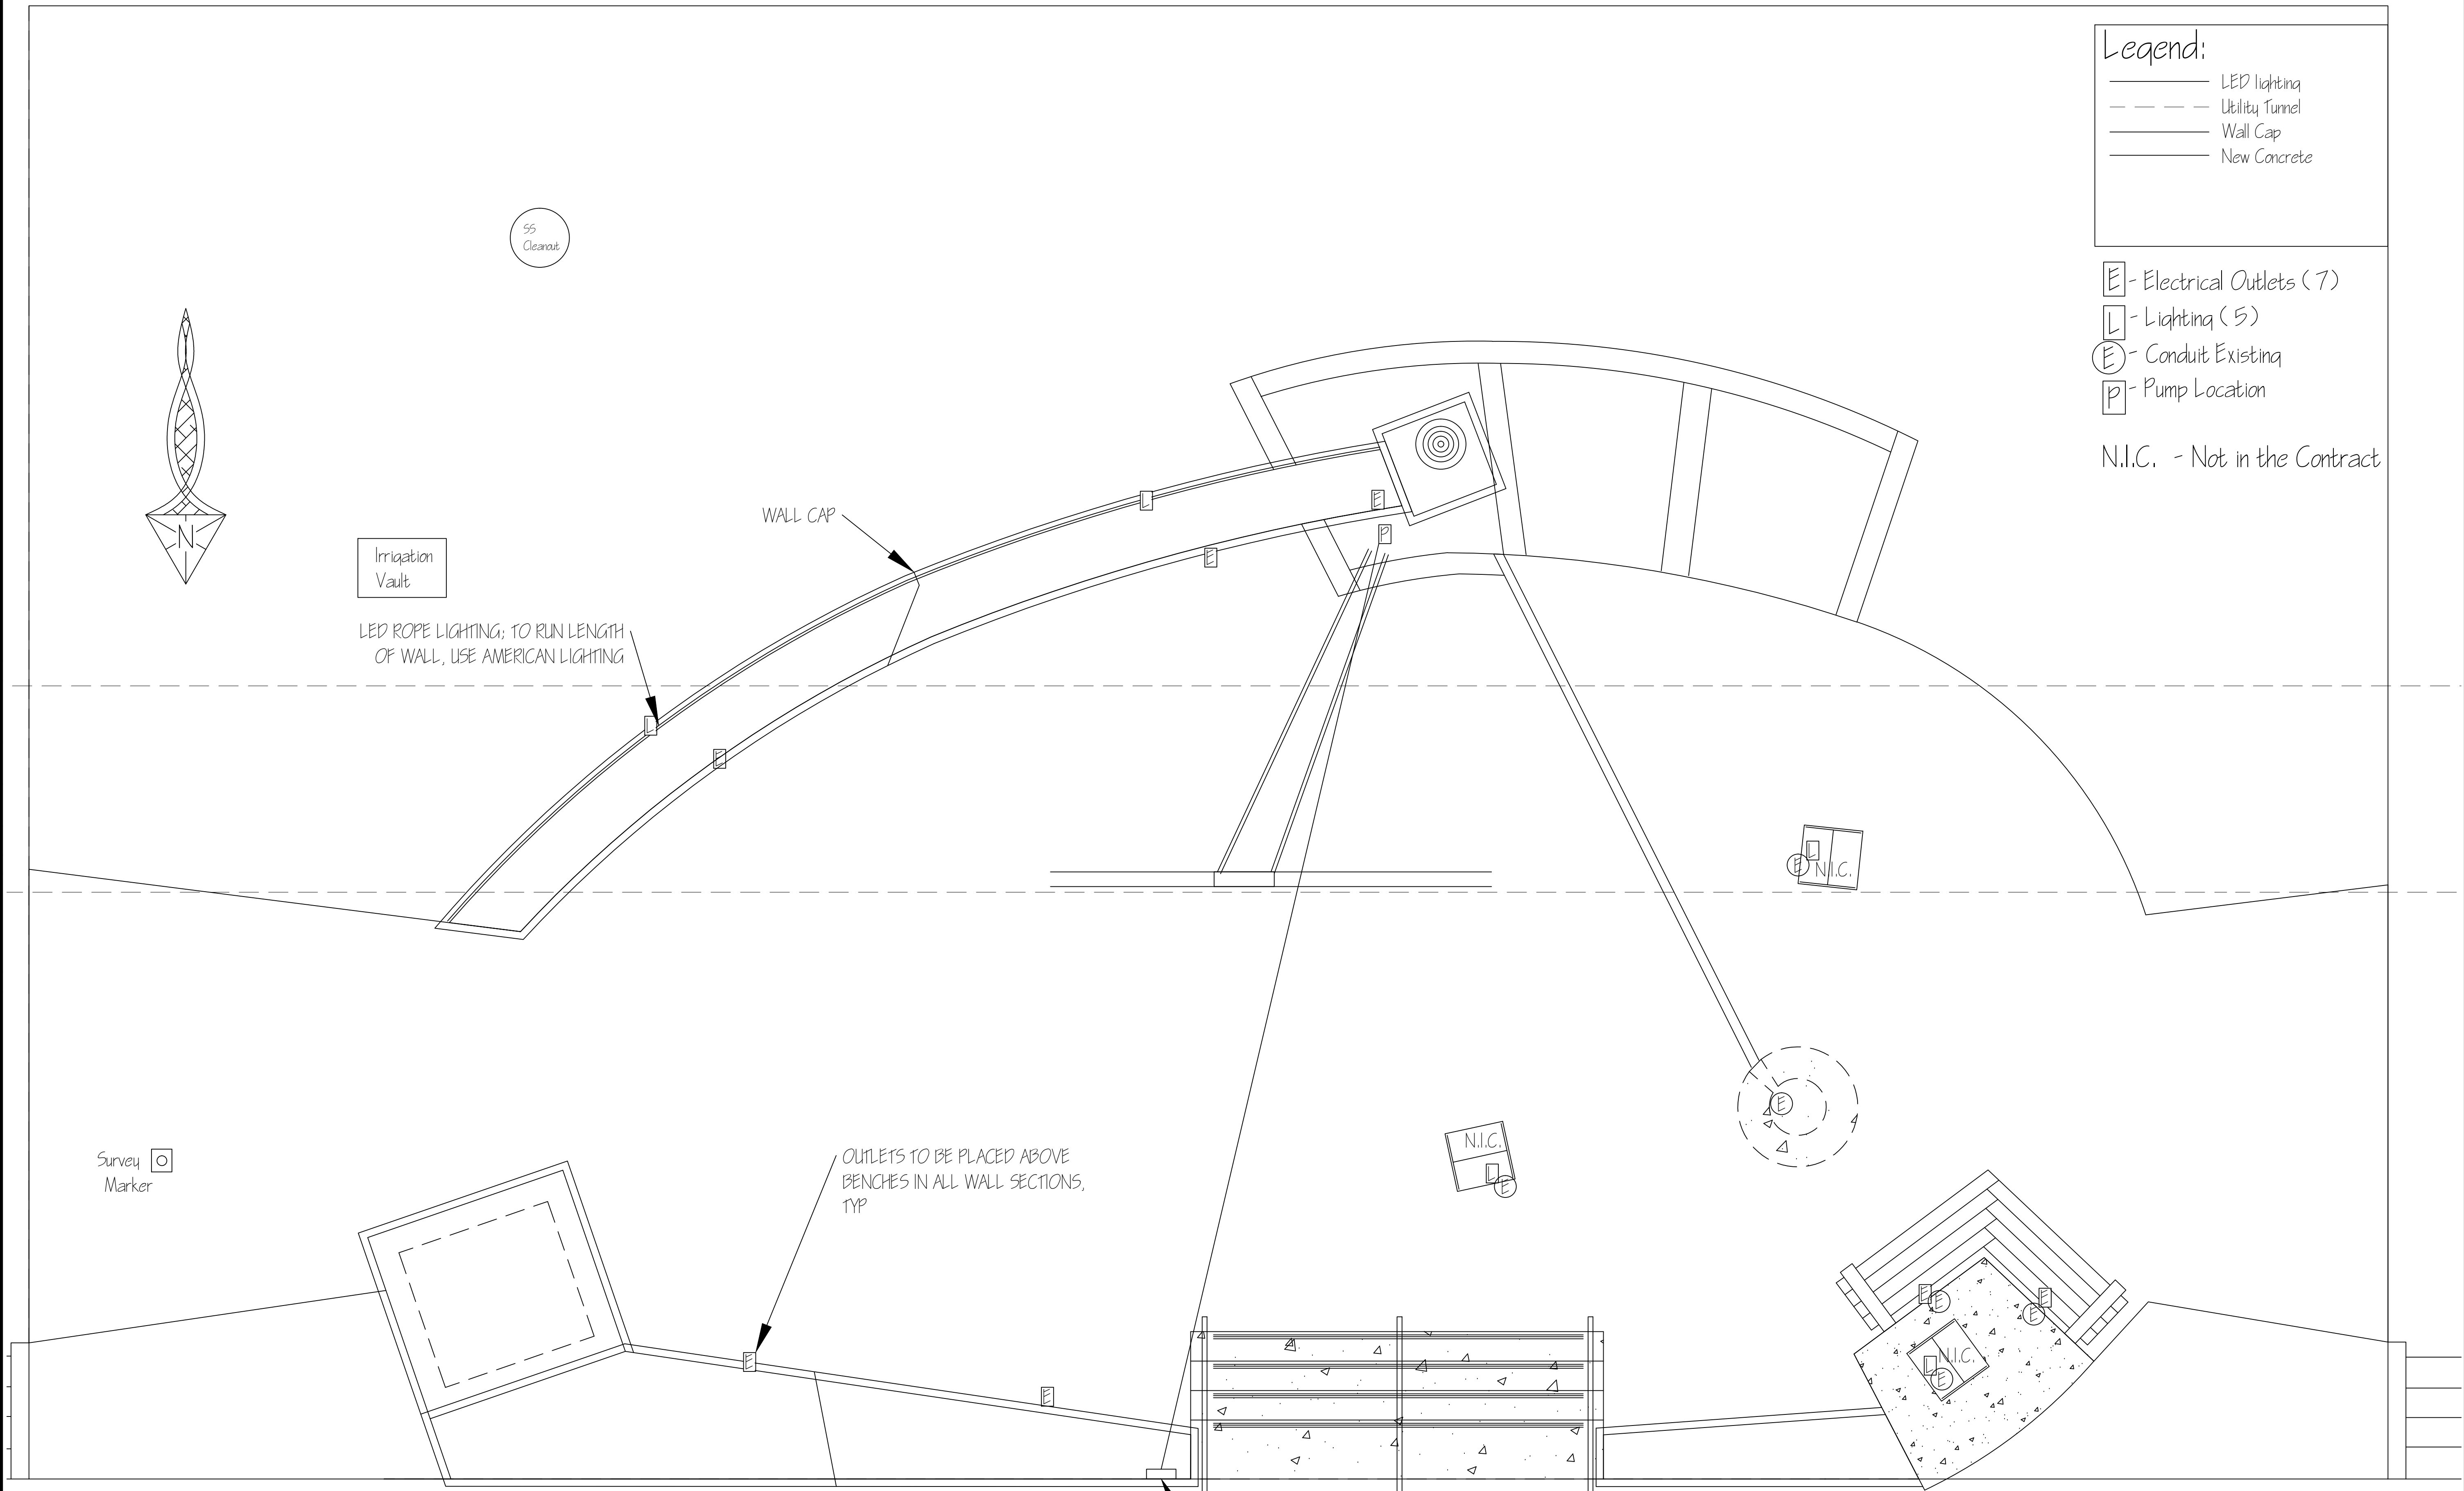 Legend:
LED lighting
Utility Tunnel
Wall Cap
New Concrete
E - Electrical Outlets (7)
L - Lighting (5)
E - Conduit Existing
P - Pump Location
N.I.C. - Not in the Contract
SS
Cleanout
N
Irrigation
Vault
WALL CAP
LED ROPE LIGHTING; TO RUN LENGTH
OF WALL, USE AMERICAN LIGHTING
L
E
P
E
L
E
L
E
N.I.C.
E
N.I.C.
L
E
Survey
Marker
OUTLETS TO BE PLACED ABOVE
BENCHES IN ALL WALL SECTIONS,
TYP
E
E
E
E
E
E
N.I.C.
L
E